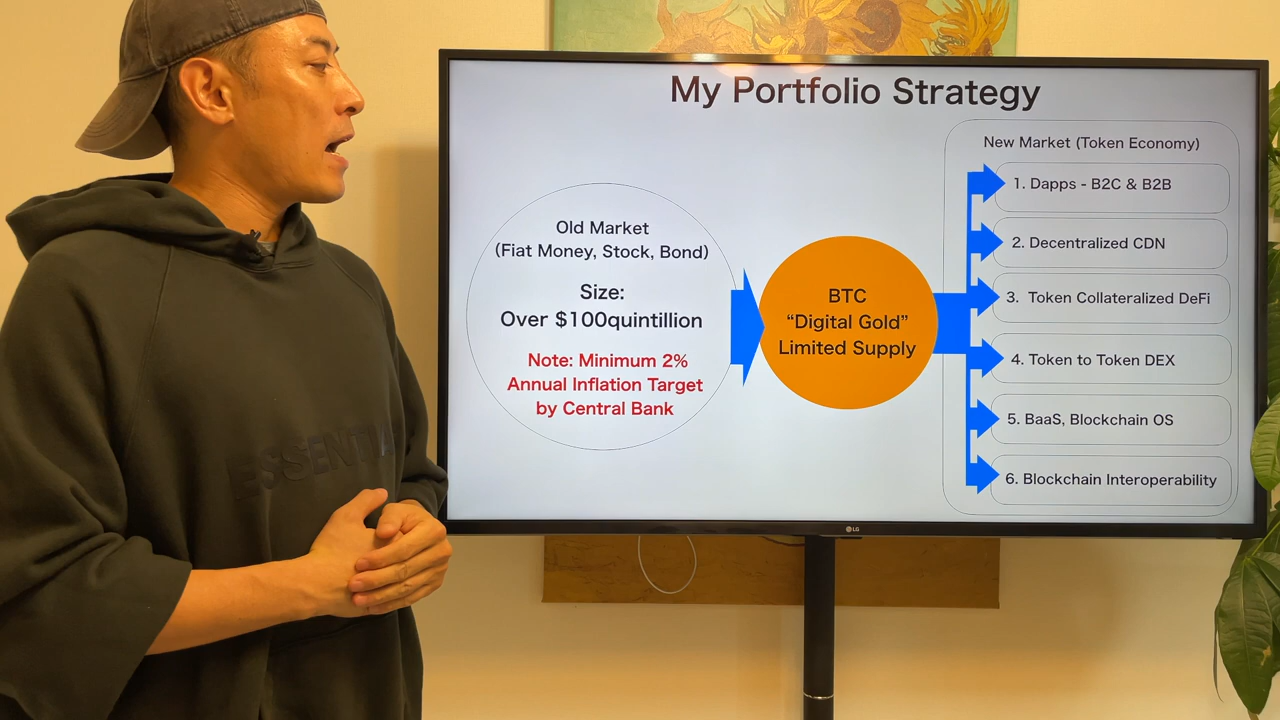 My Portfolio Strategy
Old Market
(Fiat Money, Stock, Bond)
Size:
Over $100quintillion
Note: Minimum 2%
Annual Inflation Target
by Central Bank
BTC
“Digital Gold”
Limited Supply
New Market (Token Economy)
1. Dapps - B2C & B2B
2. Decentralized CDN
3. Token Collateralized DeFi
4. Token to Token DEX
5. BaaS, Blockchain OS
6. Blockchain Interoperability
LG